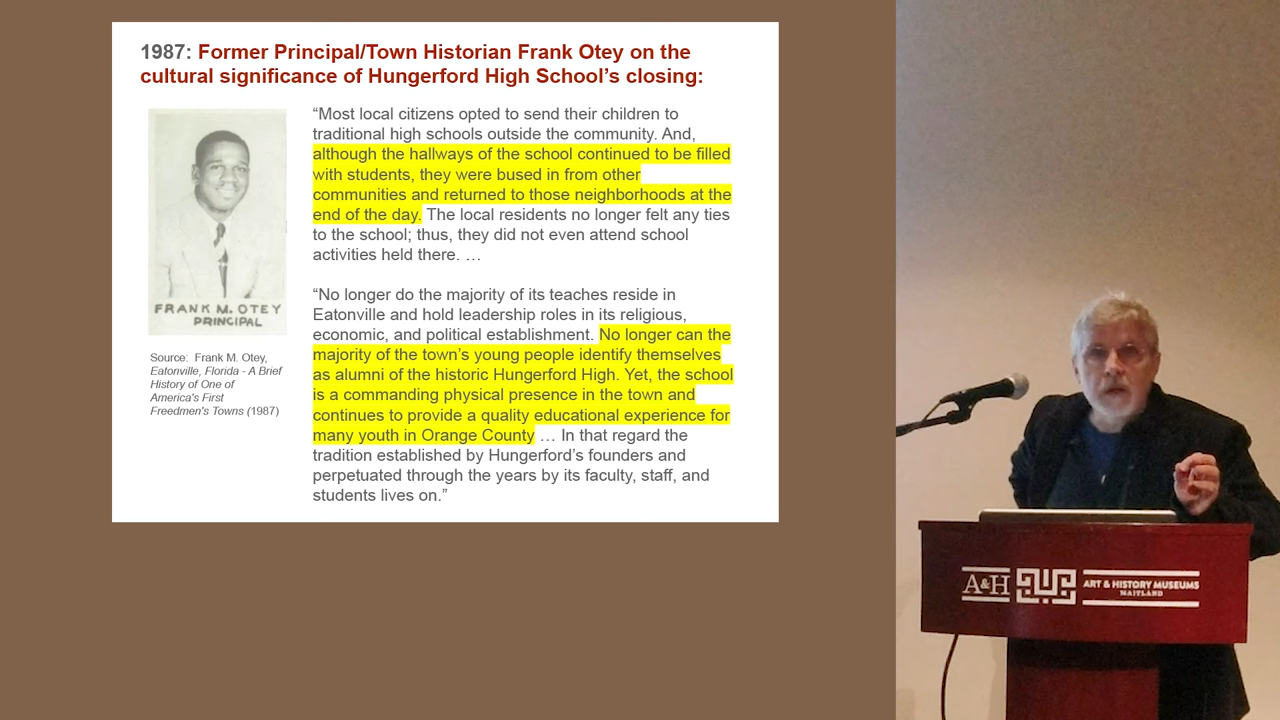 1987: Former Principal/Town Historian Frank Otey on the
cultural significance of Hungerford High School’s closing:
FRANK M. OTEY
PRINCIPAL
Source: Frank M. Otey,
Eatonville, Florida - A Brief
History of One of
America's First
Freedmen's Towns (1987)
“Most local citizens opted to send their children to
traditional high schools outside the community. And,
although the hallways of the school continued to be filled
with students, they were bused in from other
communities and returned to those neighborhoods at the
end of the day. The local residents no longer felt any ties
to the school; thus, they did not even attend school
activities held there. …
“No longer do the majority of its teaches reside in
Eatonville and hold leadership roles in its religious,
economic, and political establishment. No longer can the
majority of the town’s young people identify themselves
as alumni of the historic Hungerford High. Yet, the school
is a commanding physical presence in the town and
continues to provide a quality educational experience for
many youth in Orange County … In that regard the
tradition established by Hungerford’s founders and
perpetuated through the years by its faculty, staff, and
students lives on.”
A&H
ART & HISTORY MUSEUMS
MAITLAND